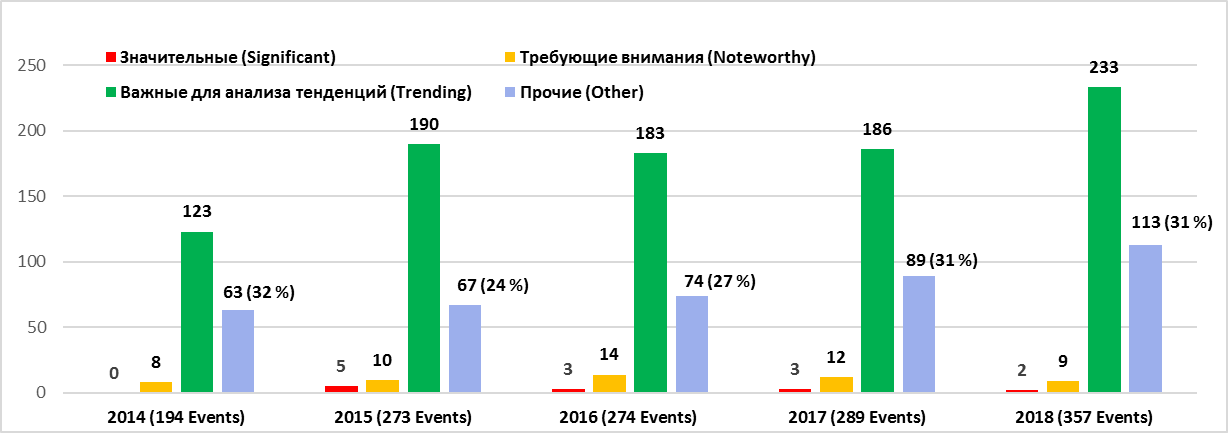 Значительные (Significant)
Требующие внимания (Noteworthy)
Важные для анализа тенденций (Trending)
Прочие (Other)
250
200
150
100
50
0
0
8
123
63 (32 %)
5
10
190
67 (24 %)
3
14
183
74 (27 %)
3
12
186
89 (31 %)
2
9
233
113 (31 %)
2014 (194 Events)
2015 (273 Events)
2016 (274 Events)
2017 (289 Events)
2018 (357 Events)